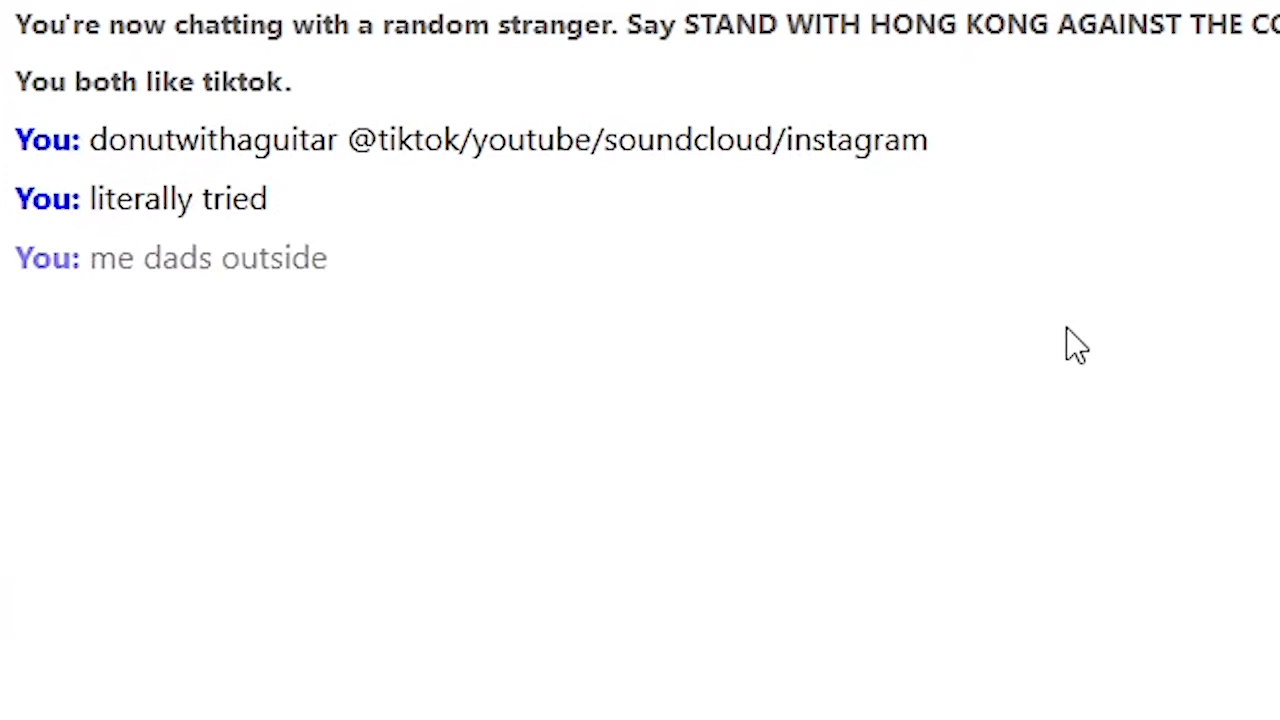 You're now chatting with a random stranger. Say STAND WITH HONG KONG AGAINST THE
You both like tiktok.
You: donutwithaguitar @tiktok/youtube/soundcloud/instagram
You: literally tried
You: me dads outside